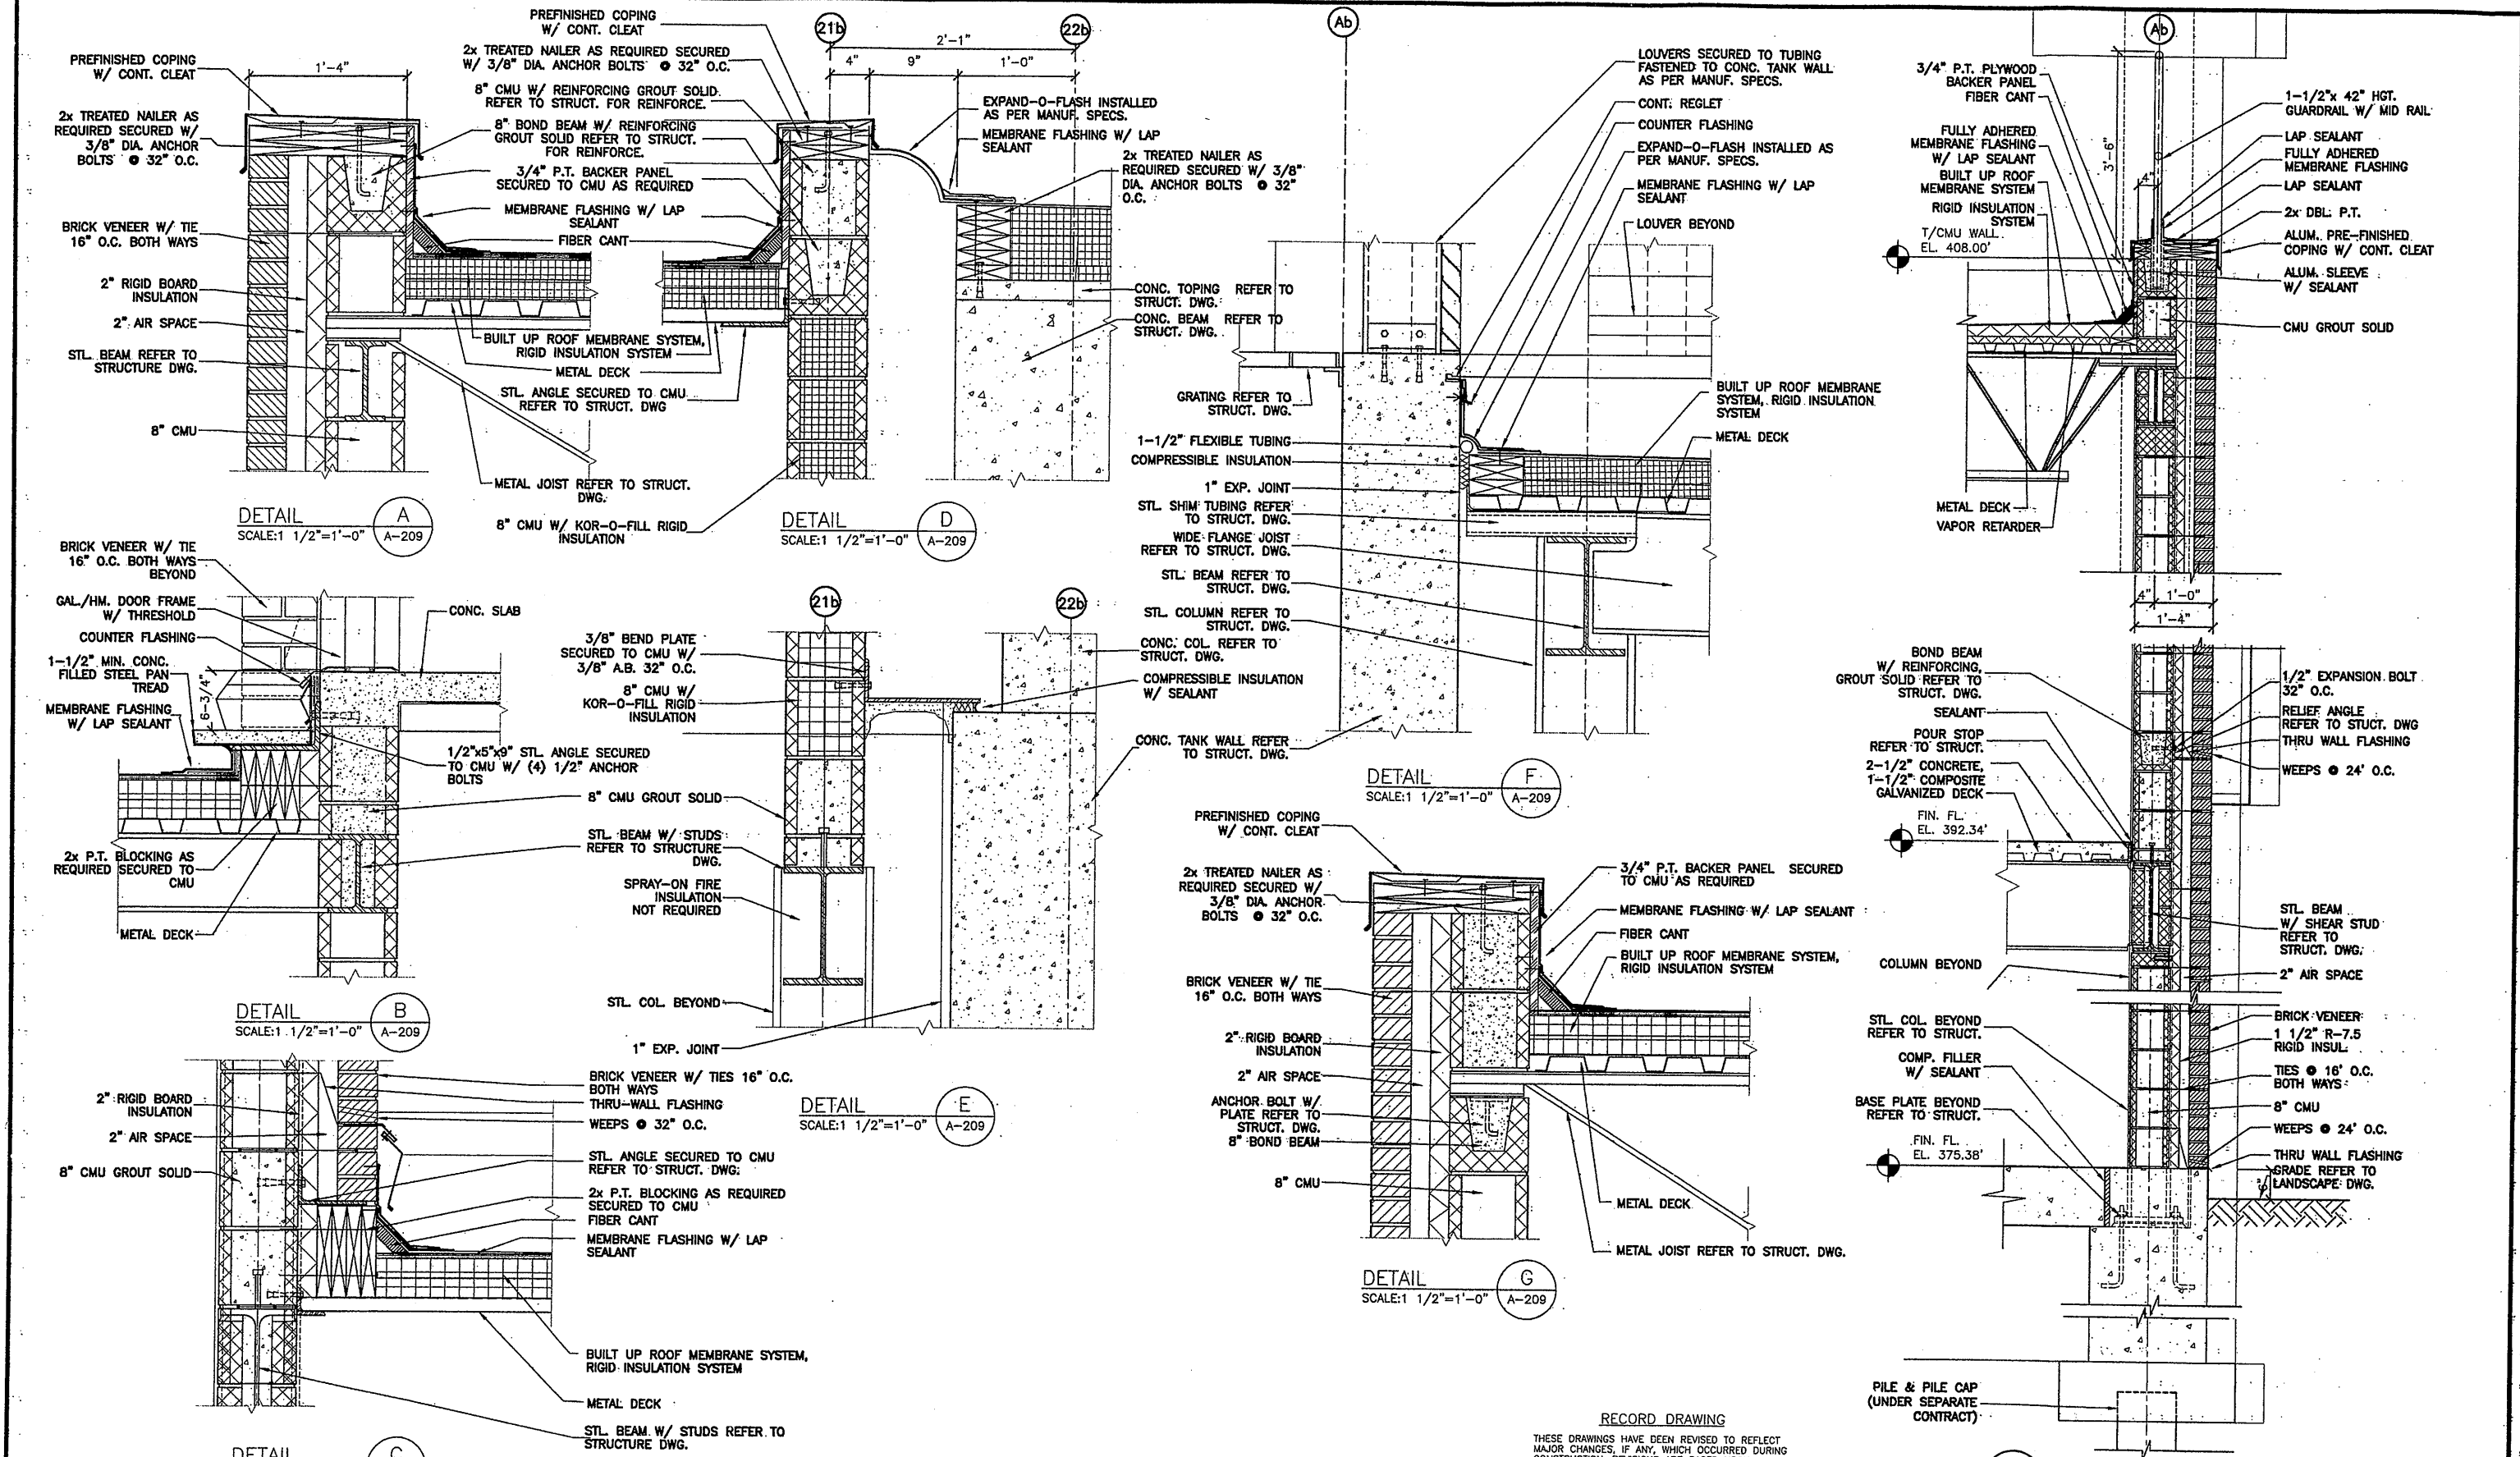 PREFINISHED COPING
W/ CONT. CLEAT
1'-4"
2x TREATED NAILER AS
REQUIRED SECURED W/
3/8" DIA. ANCHOR
BOLTS @ 32" O.C.
BRICK VENEER W/ TIE
16" O.C. BOTH WAYS
2" RIGID BOARD
INSULATION
2" AIR SPACE
STL. BEAM REFER TO
STRUCTURE DWG.
8" CMU
DETAIL
SCALE:1 1/2"=1'-0"
A
A-209
PREFINISHED COPING
W/ CONT. CLEAT
2x TREATED NAILER AS REQUIRED SECURED
W/ 3/8" DIA. ANCHOR BOLTS @ 32" O.C.
8" CMU W/ REINFORCING GROUT SOLID
REFER TO STRUCT. FOR REINFORCE.
8" BOND BEAM W/ REINFORCING
GROUT SOLID REFER TO STRUCT.
FOR REINFORCE.
3/4" P.T. BACKER PANEL
SECURED TO CMU AS REQUIRED
MEMBRANE FLASHING W/ LAP
SEALANT
FIBER CANT
BUILT UP ROOF MEMBRANE SYSTEM,
RIGID INSULATION SYSTEM
METAL DECK
STL. ANGLE SECURED TO CMU
REFER TO STRUCT. DWG
METAL JOIST REFER TO STRUCT.
DWG.
8" CMU W/ KOR-O-FILL RIGID
INSULATION
21b
22b
2'-1"
4"
9"
1'-0"
EXPAND-O-FLASH INSTALLED
AS PER MANUF. SPECS.
MEMBRANE FLASHING W/ LAP
SEALANT
2x TREATED NAILER AS
REQUIRED SECURED W/ 3/8"
DIA. ANCHOR BOLTS @ 32"
O.C.
CONC. TOPING REFER TO
STRUCT. DWG.
CONC. BEAM REFER TO
STRUCT. DWG.
DETAIL
SCALE:1 1/2"=1'-0"
D
A-209
BRICK VENEER W/ TIE
16" O.C. BOTH WAYS
BEYOND
GAL./HM. DOOR FRAME
W/ THRESHOLD
COUNTER FLASHING
1-1/2" MIN. CONC.
FILLED STEEL PAN
TREAD
MEMBRANE FLASHING
W/ LAP SEALANT
6-3/4"
CONC. SLAB
1/2"x5"x9" STL. ANGLE SECURED
TO CMU W/ (4) 1/2" ANCHOR
BOLTS
2x P.T. BLOCKING AS
REQUIRED SECURED TO
CMU
METAL DECK
DETAIL
SCALE:1 1/2"=1'-0"
B
A-209
21b
22b
3/8" BEND PLATE
SECURED TO CMU W/
3/8" A.B. 32" O.C.
8" CMU W/
KOR-O-FILL RIGID
INSULATION
8" CMU GROUT SOLID
STL. BEAM W/ STUDS
REFER TO STRUCTURE
DWG.
SPRAY-ON FIRE
INSULATION
NOT REQUIRED
STL. COL. BEYOND
1" EXP. JOINT
CONC. COL. REFER TO
STRUCT. DWG.
COMPRESSIBLE INSULATION
W/ SEALANT
CONC. TANK WALL REFER
TO STRUCT. DWG.
DETAIL
SCALE:1 1/2"=1'-0"
E
A-209
2" RIGID BOARD
INSULATION
2" AIR SPACE
8" CMU GROUT SOLID
BRICK VENEER W/ TIES 16" O.C.
BOTH WAYS
THRU-WALL FLASHING
WEEPS @ 32" O.C.
STL. ANGLE SECURED TO CMU
REFER TO STRUCT. DWG.
2x P.T. BLOCKING AS REQUIRED
SECURED TO CMU
FIBER CANT
MEMBRANE FLASHING W/ LAP
SEALANT
BUILT UP ROOF MEMBRANE SYSTEM,
RIGID INSULATION SYSTEM
METAL DECK
STL. BEAM W/ STUDS REFER TO
STRUCTURE DWG.
DETAIL
C
Ab
LOUVERS SECURED TO TUBING
FASTENED TO CONC. TANK WALL
AS PER MANUF. SPECS.
CONT. REGLET
COUNTER FLASHING
EXPAND-O-FLASH INSTALLED AS
PER MANUF. SPECS.
MEMBRANE FLASHING W/ LAP
SEALANT
LOUVER BEYOND
GRATING REFER TO
STRUCT. DWG.
1-1/2" FLEXIBLE TUBING
COMPRESSIBLE INSULATION
1" EXP. JOINT
STL. SHIM TUBING REFER
TO STRUCT. DWG.
WIDE FLANGE JOIST
REFER TO STRUCT. DWG.
STL. BEAM REFER TO
STRUCT. DWG.
STL. COLUMN REFER TO
STRUCT. DWG.
BUILT UP ROOF MEMBRANE
SYSTEM, RIGID INSULATION
SYSTEM
METAL DECK
DETAIL
SCALE:1 1/2"=1'-0"
F
A-209
PREFINISHED COPING
W/ CONT. CLEAT
2x TREATED NAILER AS
REQUIRED SECURED W/
3/8" DIA. ANCHOR
BOLTS @ 32" O.C.
BRICK VENEER W/ TIE
16" O.C. BOTH WAYS
2" RIGID BOARD
INSULATION
2" AIR SPACE
ANCHOR BOLT W/
PLATE REFER TO
STRUCT. DWG.
8" BOND BEAM
8" CMU
3/4" P.T. BACKER PANEL SECURED
TO CMU AS REQUIRED
MEMBRANE FLASHING W/ LAP SEALANT
FIBER CANT
BUILT UP ROOF MEMBRANE SYSTEM,
RIGID INSULATION SYSTEM
METAL DECK
METAL JOIST REFER TO STRUCT. DWG.
DETAIL
SCALE:1 1/2"=1'-0"
G
A-209
Ab
3/4" P.T. PLYWOOD
BACKER PANEL
FIBER CANT
FULLY ADHERED
MEMBRANE FLASHING
W/ LAP SEALANT
BUILT UP ROOF
MEMBRANE SYSTEM
RIGID INSULATION
SYSTEM
T/CMU WALL
EL. 408.00'
3'-6"
4"
1-1/2"x 42" HGT.
GUARDRAIL W/ MID RAIL
LAP SEALANT
FULLY ADHERED
MEMBRANE FLASHING
LAP SEALANT
2x DBL. P.T.
ALUM. PRE-FINISHED
COPING W/ CONT. CLEAT
ALUM. SLEEVE
W/ SEALANT
CMU GROUT SOLID
METAL DECK
VAPOR RETARDER
4"
1'-0"
1'-4"
BOND BEAM
W/ REINFORCING,
GROUT SOLID REFER TO
STRUCT. DWG.
SEALANT
POUR STOP
REFER TO STRUCT.
2-1/2" CONCRETE,
1-1/2" COMPOSITE
GALVANIZED DECK
FIN. FL.
EL. 392.34'
COLUMN BEYOND
STL. COL. BEYOND
REFER TO STRUCT.
COMP. FILLER
W/ SEALANT
BASE PLATE BEYOND
REFER TO STRUCT.
FIN. FL.
EL. 375.38'
1/2" EXPANSION BOLT
32" O.C.
RELIEF ANGLE
REFER TO STUCT. DWG
THRU WALL FLASHING
WEEPS @ 24' O.C.
STL. BEAM
W/ SHEAR STUD
REFER TO
STRUCT. DWG.
2" AIR SPACE
BRICK VENEER
1 1/2" R-7.5
RIGID INSUL.
TIES @ 16' O.C.
BOTH WAYS
8" CMU
WEEPS @ 24' O.C.
THRU WALL FLASHING
GRADE REFER TO
LANDSCAPE DWG.
6"
PILE & PILE CAP
(UNDER SEPARATE
CONTRACT)
RECORD DRAWING
THESE DRAWINGS HAVE BEEN REVISED TO REFLECT
MAJOR CHANGES, IF ANY, WHICH OCCURRED DURING